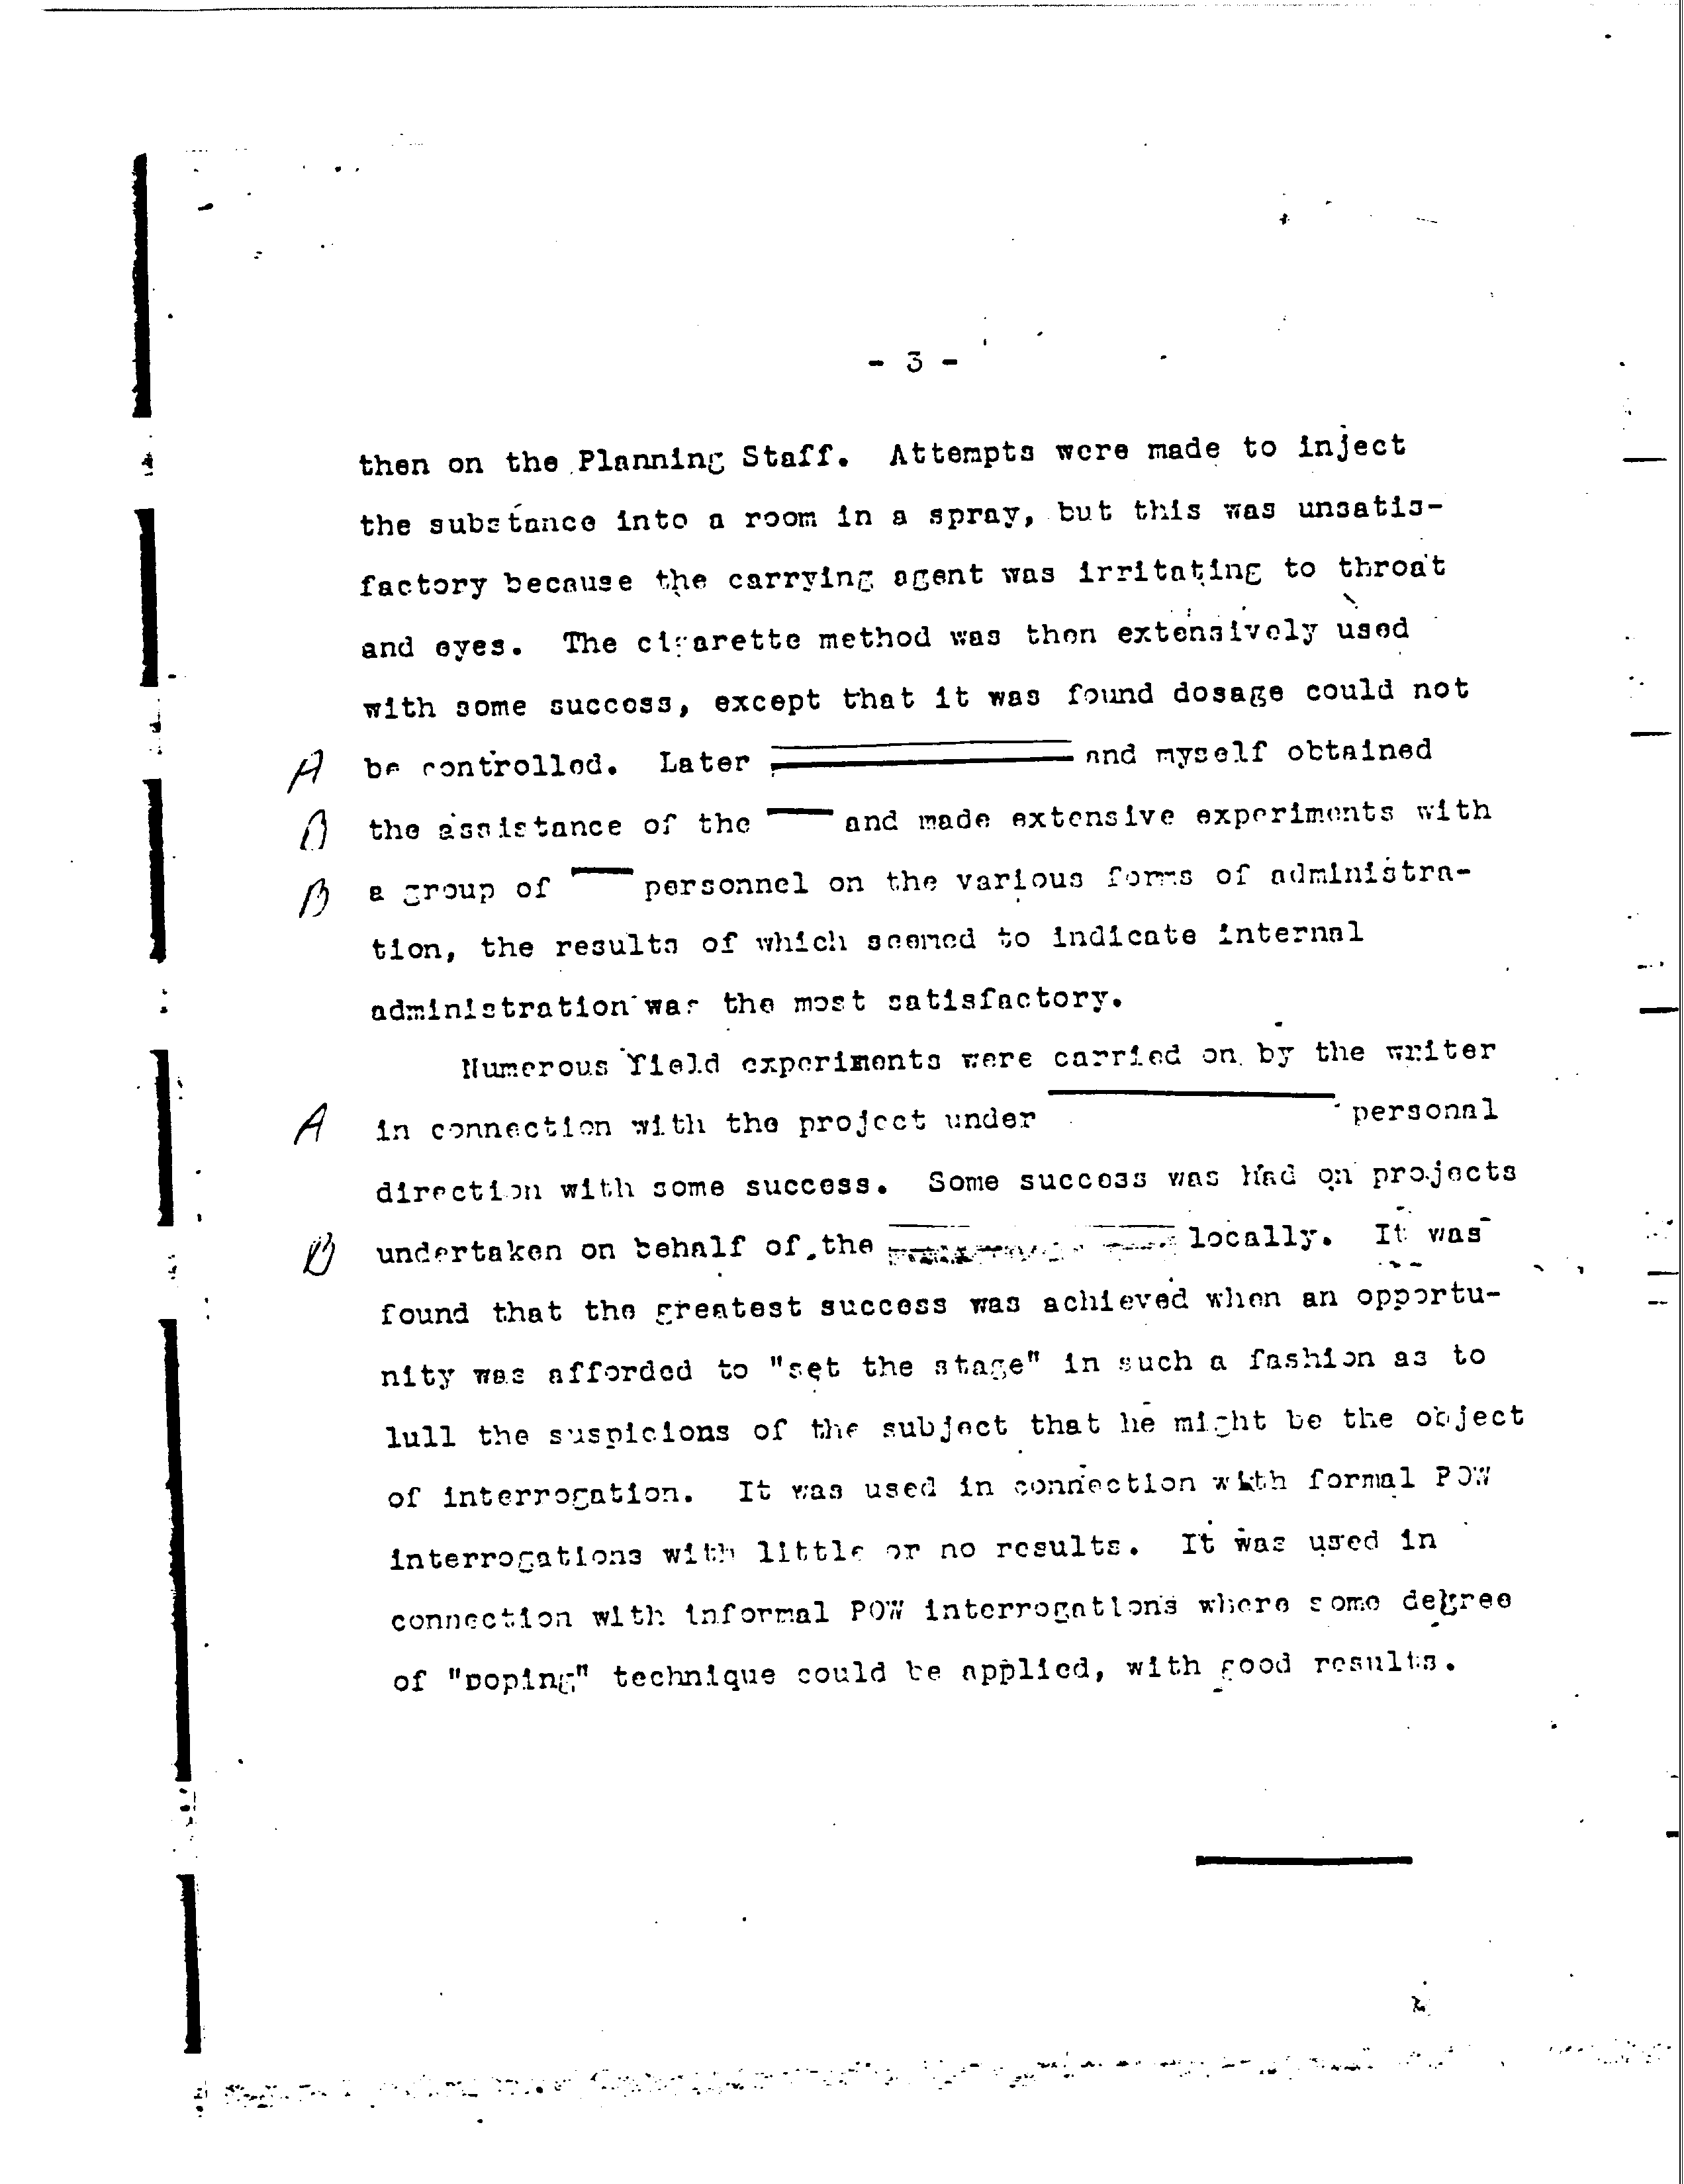 - 3 -
then on the Planning Staff. Attempts were made to inject
the substance into a room in a spray, but this was unsatis-
factory because the carrying agent was irritating to throat
and eyes. The cigarette method was then extensively used
with some success, except that it was found dosage could not
A be controlled. Later and myself obtained
B the assistance of the and made extensive experiments with
B a group of personnel on the various forms of administra-
tion, the results of which seemed to indicate internal
administration was the most satisfactory.
Numerous field experiments were carried on by the writer
A in connection with the project under personal
direction with some success. Some success was had on projects
B undertaken on behalf of the locally. It was
found that the greatest success was achieved when an opportu-
nity was afforded to "set the stage" in such a fashion as to
lull the suspicions of the subject that he might be the object
of interrogation. It was used in connection with formal POW
interrogations with little or no results. It was used in
connection with informal POW interrogations where some degree
of "Doping" technique could be applied, with good results.